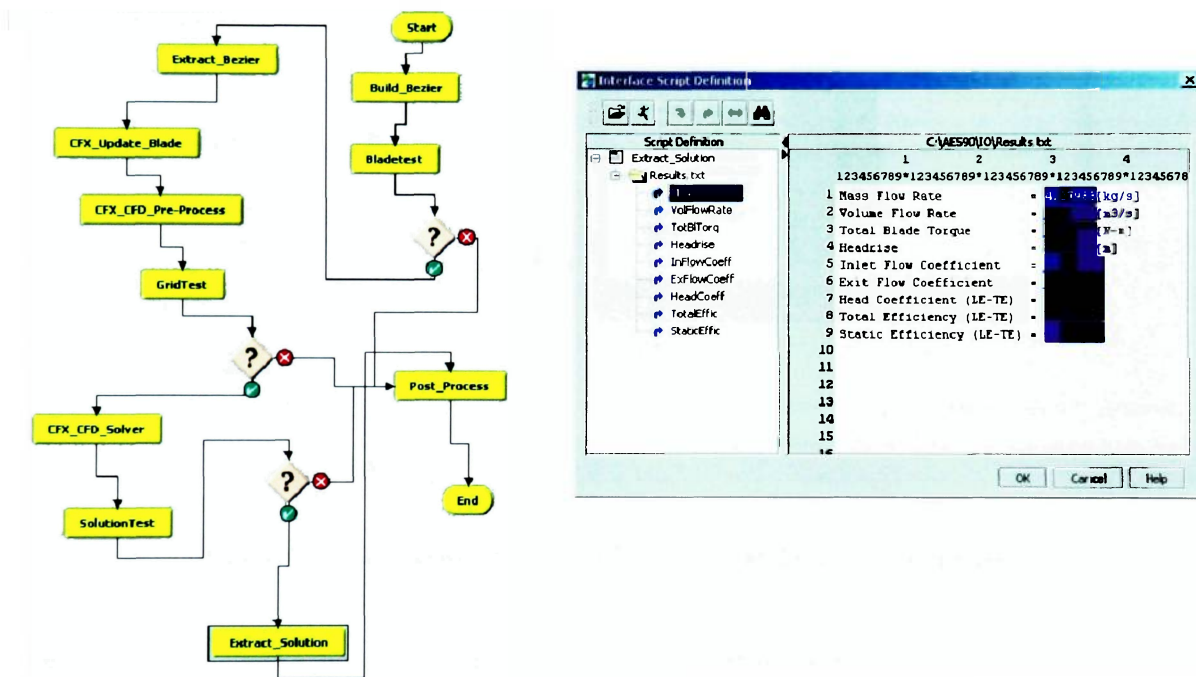 Start
Extract_Bezier
Build_Bezier
CFX_Update_Blade
Bladetest
CFX_CFD_Pre-Process
?
GridTest
?
Post_Process
CFX_CFD_Solver
?
End
SolutionTest
Extract_Solution
Interface Script Definition
Script Definition
Extract_Solution
Results.txt
VolFlowRate
TotBlTorq
Headrise
InFlowCoeff
ExFlowCoeff
HeadCoeff
TotalEffic
StaticEffic
C:\AE590\IO\Results.txt
1 2 3 4
123456789*123456789*123456789*12345678
1 Mass Flow Rate = [kg/s]
2 Volume Flow Rate = [m3/s]
3 Total Blade Torque = [N-m]
4 Headrise = [m]
5 Inlet Flow Coefficient =
6 Exit Flow Coefficient =
7 Head Coefficient (LE-TE) =
8 Total Efficiency (LE-TE) =
9 Static Efficiency (LE-TE) =
10
11
12
13
14
15
16
OK Cancel Help